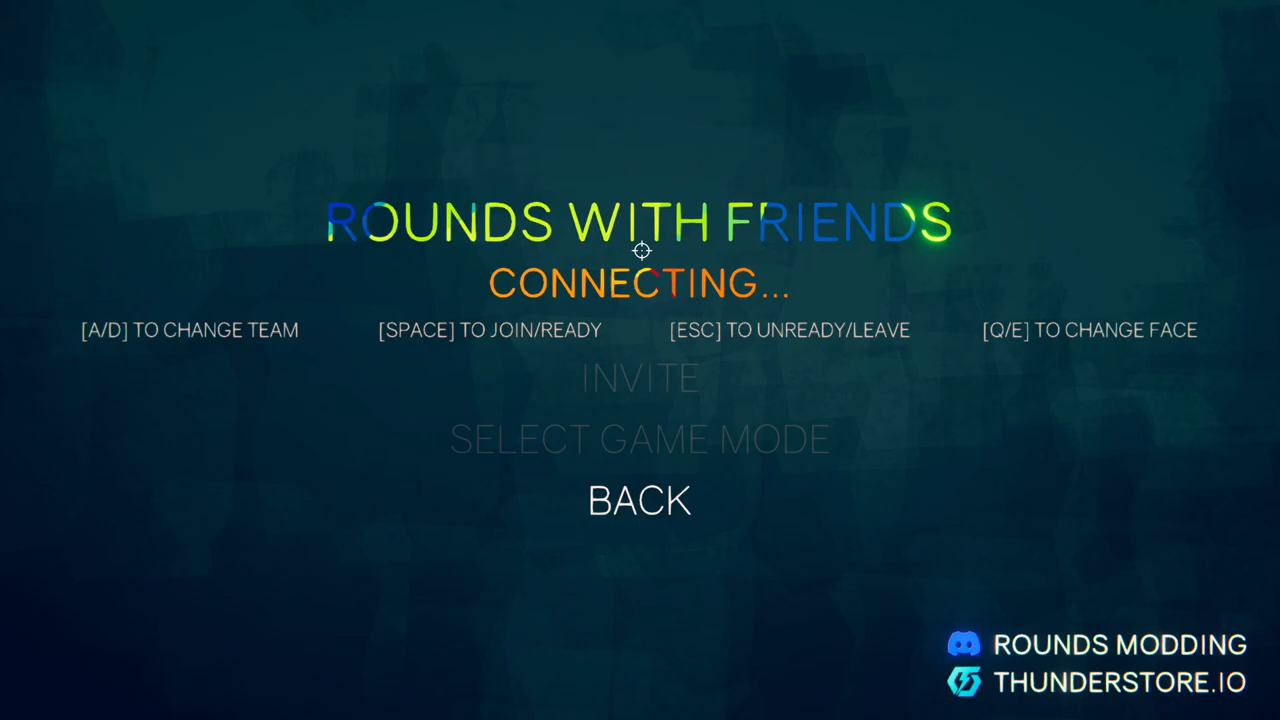 ROUNDS WITH FRIENDS
CONNECTING...
[A/D] TO CHANGE TEAM [SPACE] TO JOIN/READY [ESC] TO UNREADY/LEAVE [Q/E] TO CHANGE FACE
INVITE
SELECT GAME MODE
BACK
ROUNDS MODDING
THUNDERSTORE.IO